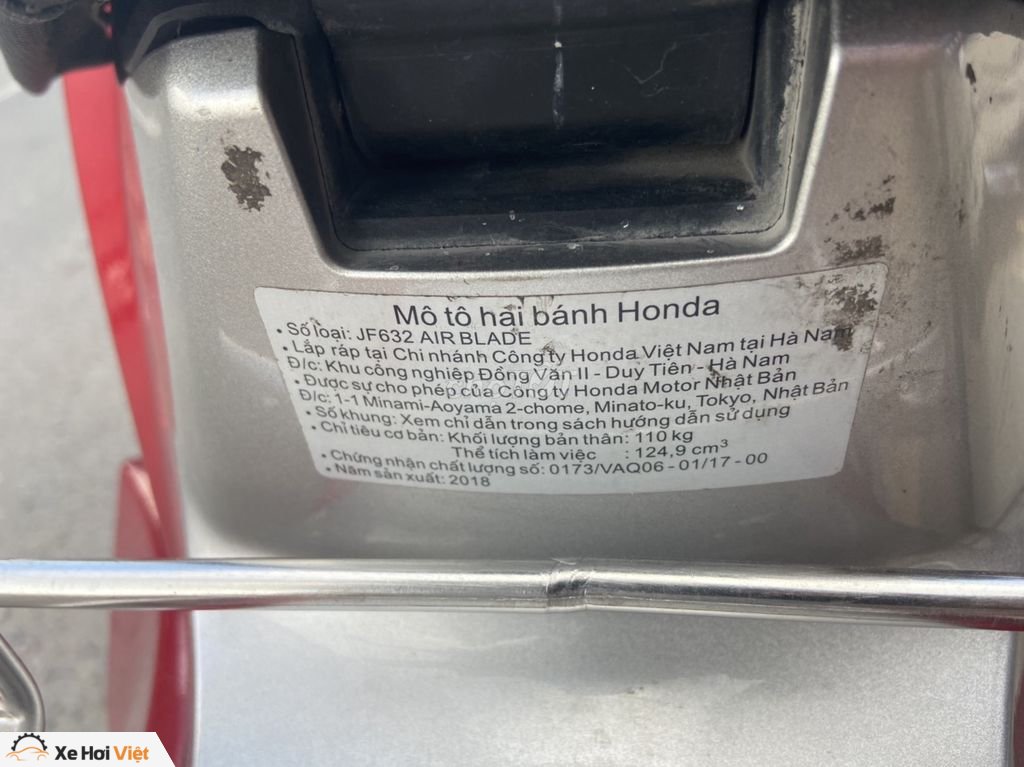 Mô tô hai bánh Honda
• Số loại: JF632 AIR BLADE
• Lắp ráp tại Chi nhánh Công ty Honda Việt Nam tại Hà Nam
Đ/c: Khu công nghiệp Đồng Văn II - Duy Tiên - Hà Nam
• Được sự cho phép của Công ty Honda Motor Nhật Bản
Đ/c: 1-1 Minami-Aoyama 2-chome, Minato-ku, Tokyo, Nhật Bản
• Số khung: Xem chỉ dẫn trong sách hướng dẫn sử dụng
• Chỉ tiêu cơ bản: Khối lượng bản thân: 110 kg
Thể tích làm việc : 124,9 cm³
• Chứng nhận chất lượng số: 0173/VAQ06 - 01/17 - 00
• Năm sản xuất: 2018
Xe Hơi Việt